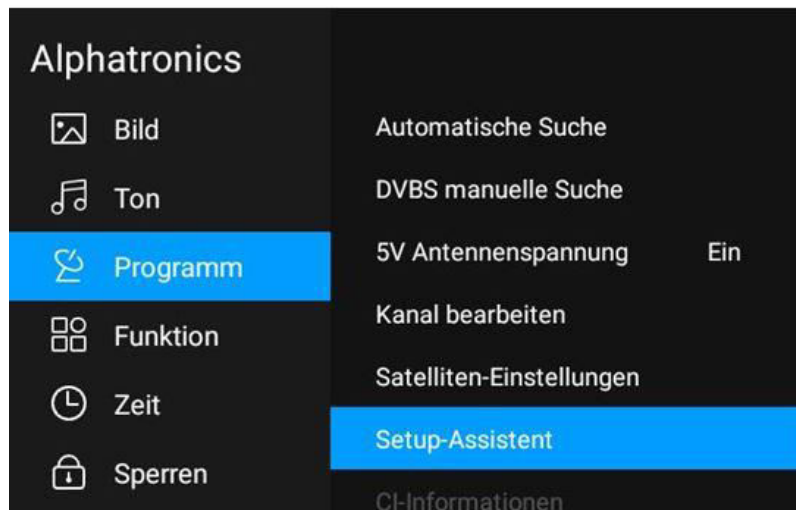 Alphatronics
Bild
Ton
Programm
Funktion
Zeit
Sperren
Automatische Suche
DVBS manuelle Suche
5V Antennenspannung Ein
Kanal bearbeiten
Satelliten-Einstellungen
Setup-Assistent
CI-Informationen